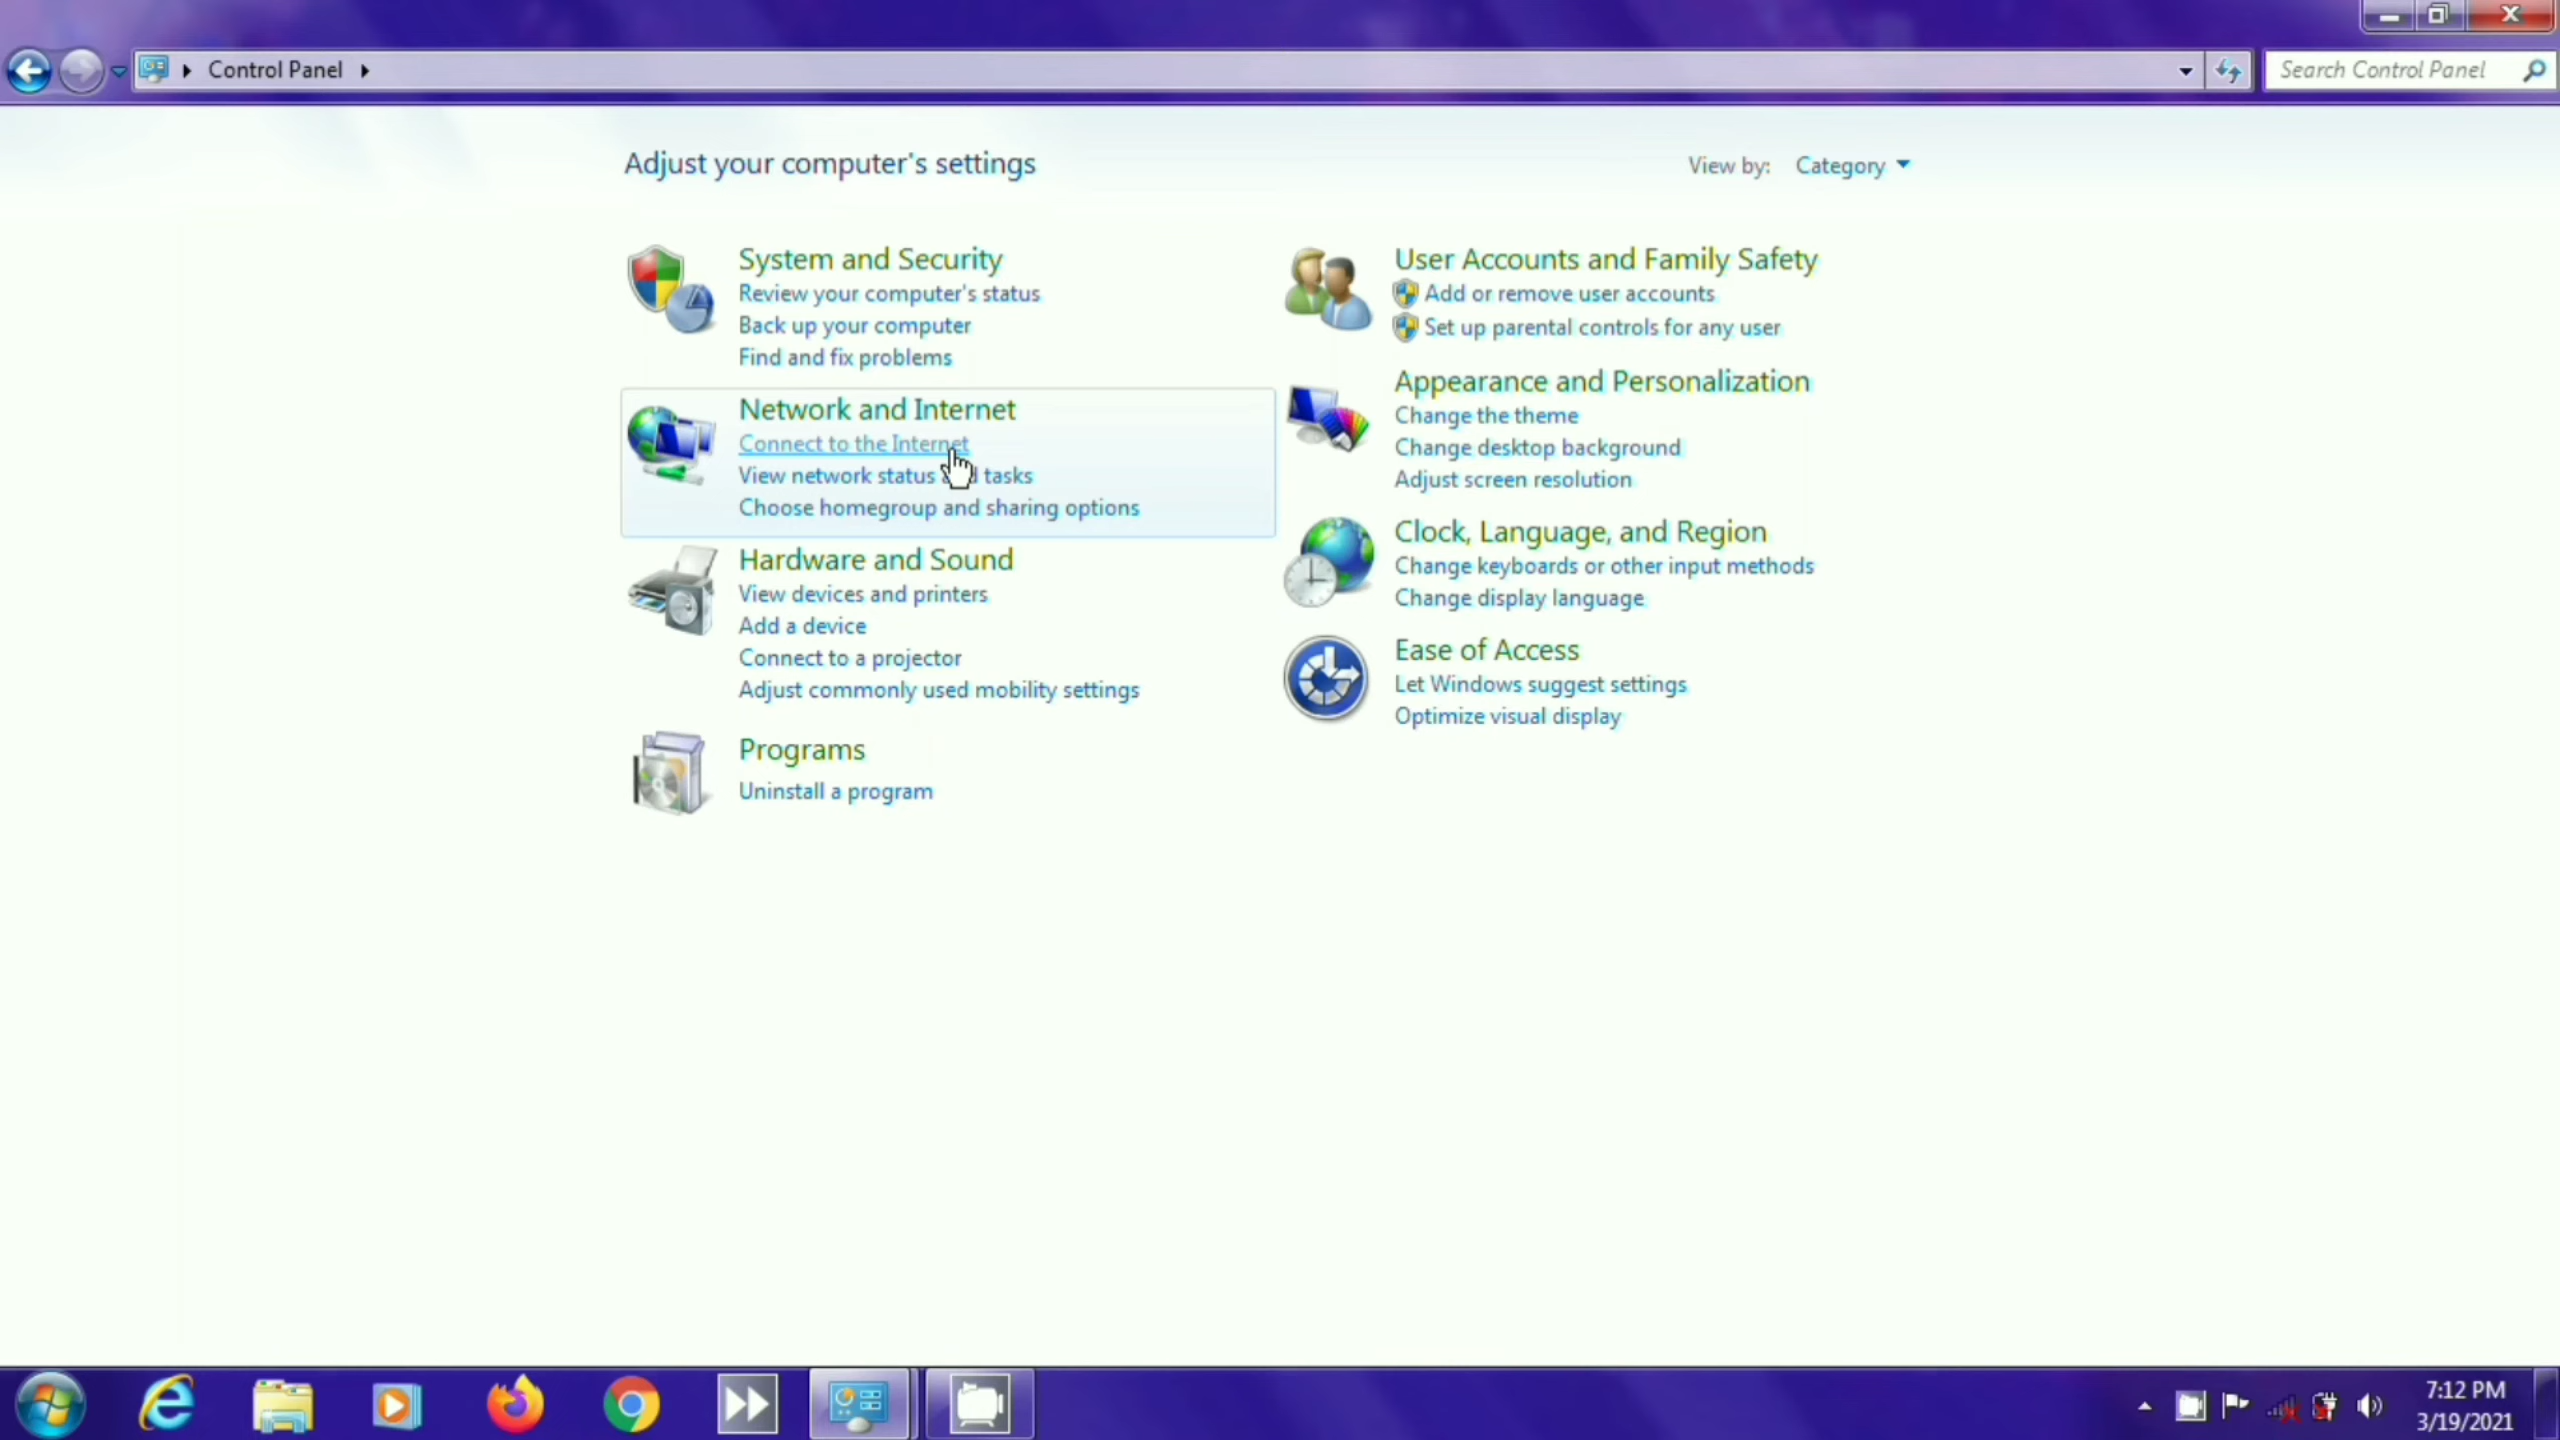 Control Panel
Search Control Panel
Adjust your computer's settings
View by: Category
System and Security
Review your computer's status
Back up your computer
Find and fix problems
Network and Internet
Connect to the Internet
View network status tasks
Choose homegroup and sharing options
Hardware and Sound
View devices and printers
Add a device
Connect to a projector
Adjust commonly used mobility settings
Programs
Uninstall a program
User Accounts and Family Safety
Add or remove user accounts
Set up parental controls for any user
Appearance and Personalization
Change the theme
Change desktop background
Adjust screen resolution
Clock, Language, and Region
Change keyboards or other input methods
Change display language
Ease of Access
Let Windows suggest settings
Optimize visual display
7:12 PM
3/19/2021